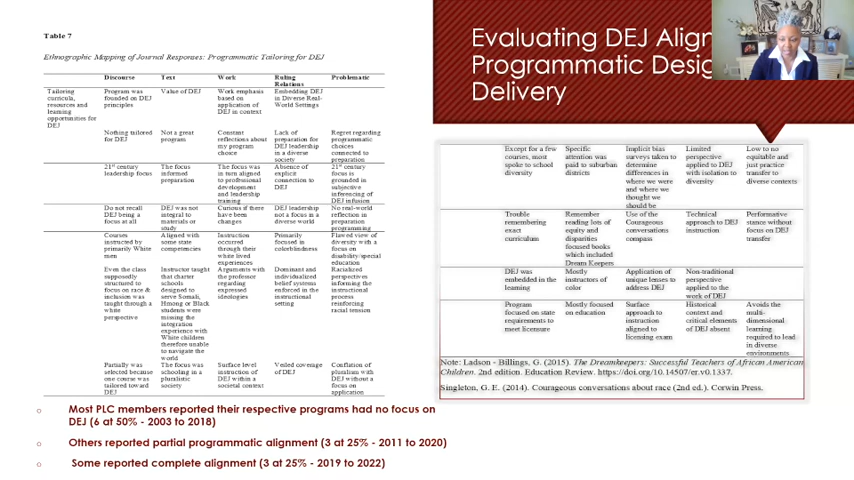 Table 7
Ethnographic Mapping of Journal Responses: Programmatic Tailoring for DEJ
Discourse Text Work Ruling Relations Problematic
Tailoring curricula, resources and learning opportunities for DEJ
Program was founded on DEJ principles
Value of DEJ
Work emphasis based on application of DEJ in context
Embedding DEJ in Diverse Real-World Settings
Nothing tailored for DEJ
Not a great program
Constant reflections about my program choice
Lack of preparation for DEJ leadership in a diverse society
Regret regarding programmatic choices connected to preparation
21st century leadership focus
The focus informed preparation
The focus was in turn aligned to professional development and leadership training
Absence of explicit connection to DEJ
21st century focus is grounded in subjective inferencing of DEJ infusion
Do not recall DEJ being a focus at all
DEJ was not integral to materials or study
Curious if there have been changes
DEJ leadership not a focus in a diverse world
No real-world reflection in preparation programming
Courses instructed by primarily White men
Aligned with some state competencies
Instruction occurred through their white lived experiences
Primarily focused in colorblindness
Flawed view of diversity with a focus on disability/special education
Even the class supposedly structured to focus on race & inclusion was taught through a white perspective
Instructor taught that charter schools designed to serve Somali, Hmong or Black students were missing the integration experience with White children therefore unable to navigate the world
Arguments with the professor regarding expressed ideologies
Dominant and individualized belief systems enforced in the instructional setting
Racialized perspectives informing the instructional process reinforcing racial tension
Partially was selected because one course was tailored toward DEJ
The focus was schooling in a pluralistic society
Surface level instruction of DEJ within a societal context
Veiled coverage of DEJ
Conflation of pluralism with DEJ without a focus on application
Evaluating DEJ Align
Programmatic Desig
Delivery
Except for a few courses, most spoke to school diversity
Specific attention was paid to suburban districts
Implicit bias surveys taken to determine differences in where we were and where we thought we should be
Limited perspective applied to DEJ with isolation to diversity
Low to no equitable and just practice transfer to diverse contexts
Trouble remembering exact curriculum
Remember reading lots of equity and disparities focused books which included Dream Keepers
Use of the Courageous conversations compass
Technical approach to DEJ instruction
Performative stance without focus on DEJ transfer
DEJ was embedded in the learning
Mostly instructors of color
Application of unique lenses to address DEJ
Non-traditional perspective applied to the work of DEJ
Program focused on state requirements to meet licensure
Mostly focused on education
Surface approach to instruction aligned to licensing exam
Historical context and critical elements of DEJ absent
Avoids the multi-dimensional learning required to lead in diverse environments
Note: Ladson - Billings, G. (2015). The Dreamkeepers: Successful Teachers of African American
Children. 2nd edition. Education Review. https://doi.org/10.14507/er.v0.1337.
Singleton, G. E. (2014). Courageous conversations about race (2nd ed.). Corwin Press.
o Most PLC members reported their respective programs had no focus on
DEJ (6 at 50% - 2003 to 2018)
o Others reported partial programmatic alignment (3 at 25% - 2011 to 2020)
o Some reported complete alignment (3 at 25% - 2019 to 2022)